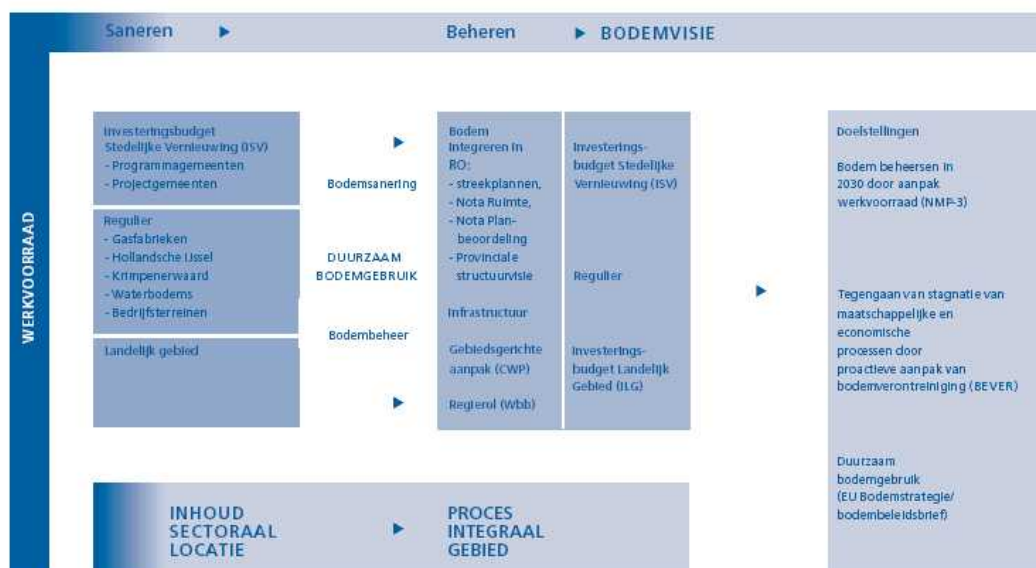 Saneren
Beheren
BODEMVISIE
WERKVOORRAAD
Investeringsbudget
Stedelijke Vernieuwing (ISV)
- Programmagemeenten
- Projectgemeenten
Regulier
- Gasfabrieken
- Hollandsche IJssel
- Krimpenerwaard
- Waterbodems
- Bedrijfsterreinen
Landelijk gebied
Bodemsanering
DUURZAAM
BODEMGEBRUIK
Bodembeheer
Bodem
integreren in
RO:
- streekplannen,
- Nota Ruimte,
- Nota Plan-
beoordeling
- Provinciale
structuurvisie
Infrastructuur
Gebiedsgerichte
aanpak (CWP)
Regierol (Wbb)
Investerings-
budget Stedelijke
Vernieuwing (ISV)
Regulier
Investerings-
budget Landelijk
Gebied (ILG)
Doelstellingen
Bodem beheersen in
2030 door aanpak
werkvoorraad (NMP-3)
Tegengaan van stagnatie van
maatschappelijke en
economische
processen door
proactieve aanpak van
bodemverontreiniging (BEVER)
Duurzaam
bodemgebruik
(EU Bodemstrategie/
bodembeleidsbrief)
INHOUD
SECTORAAL
LOCATIE
PROCES
INTEGRAAL
GEBIED